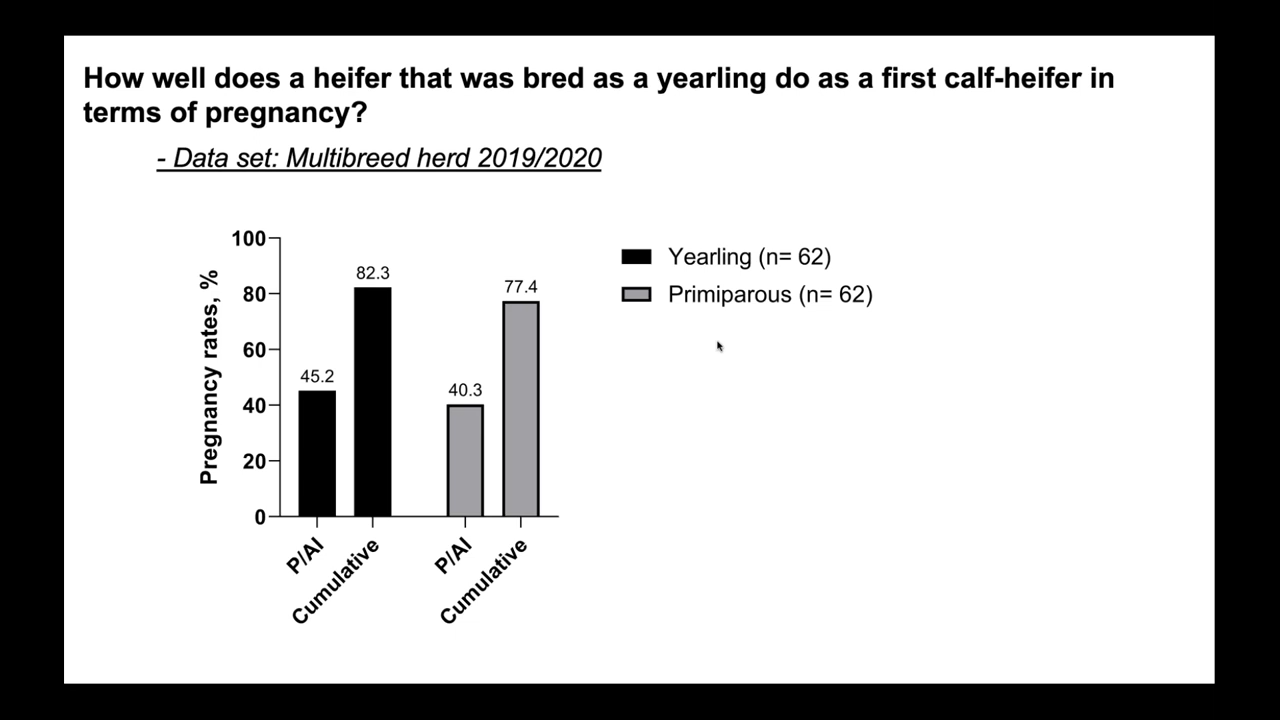 How well does a heifer that was bred as a yearling do as a first calf-heifer in
terms of pregnancy?
- Data set: Multibreed herd 2019/2020
Pregnancy rates, %
100
80
60
40
20
0
45.2
82.3
40.3
77.4
P/AI
Cumulative
P/AI
Cumulative
Yearling (n= 62)
Primiparous (n= 62)